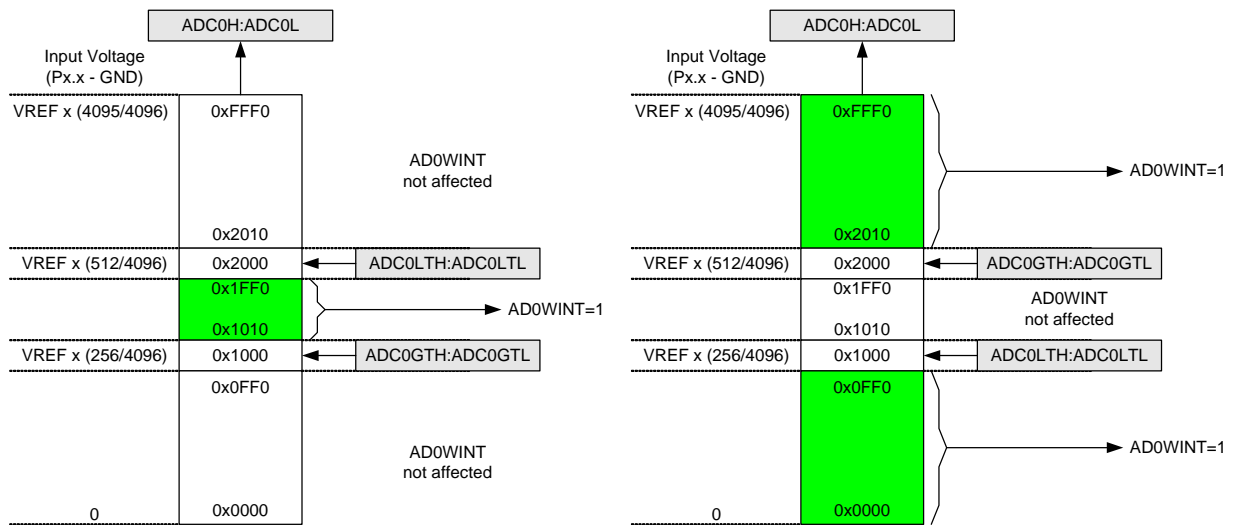 ADC0H:ADC0L
Input Voltage
(Px.x - GND)
VREF x (4095/4096)
0xFFF0
AD0WINT
not affected
0x2010
VREF x (512/4096)
0x2000
ADC0LTH:ADC0LTL
0x1FF0
AD0WINT=1
0x1010
VREF x (256/4096)
0x1000
ADC0GTH:ADC0GTL
0x0FF0
AD0WINT
not affected
0
0x0000
ADC0H:ADC0L
Input Voltage
(Px.x - GND)
VREF x (4095/4096)
0xFFF0
AD0WINT=1
0x2010
VREF x (512/4096)
0x2000
ADC0GTH:ADC0GTL
0x1FF0
AD0WINT
not affected
0x1010
VREF x (256/4096)
0x1000
ADC0LTH:ADC0LTL
0x0FF0
AD0WINT=1
0
0x0000